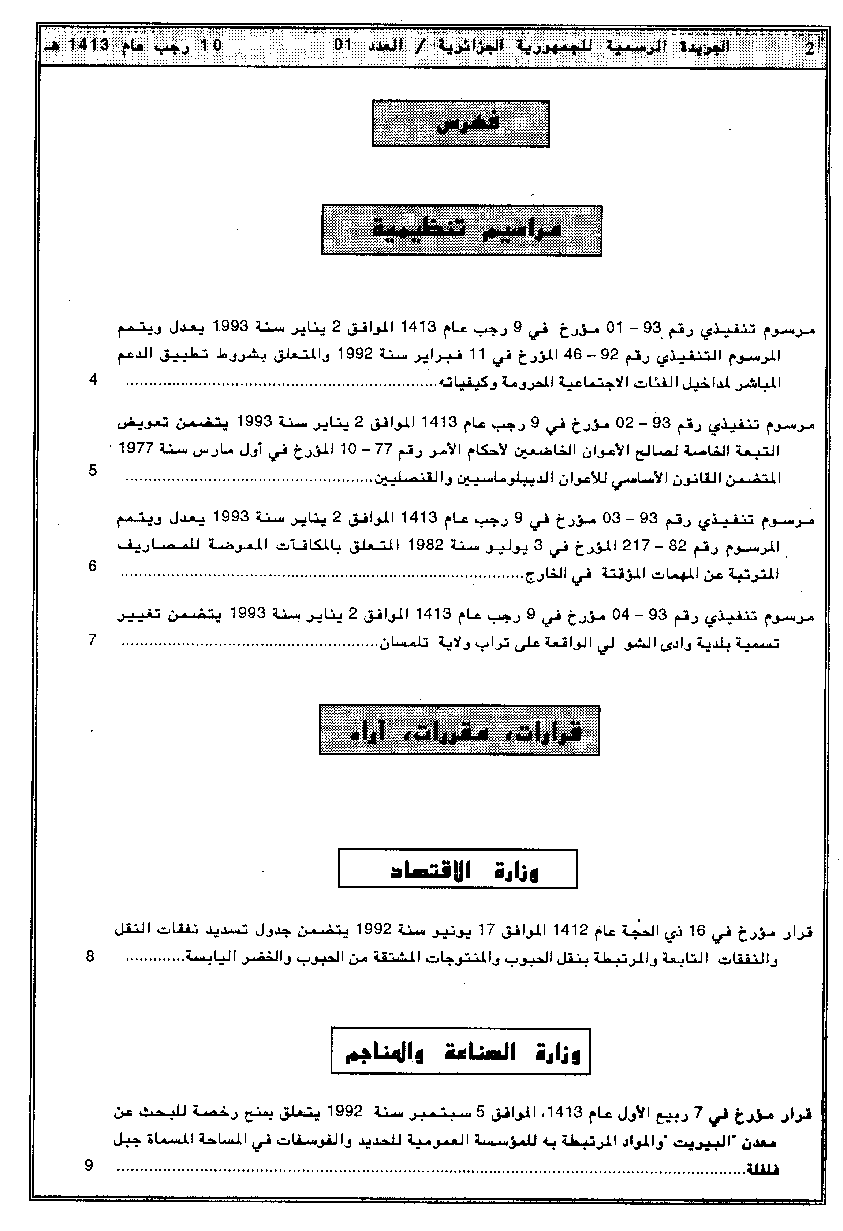 2 الجريدة الرسمية للجمهورية الجزائرية / العدد 01 10 رجب عام 1413 هـ
فهرس
مراسيم تنظيمية
مرسوم تنفيذي رقم 93 – 01 مؤرخ في 9 رجب عام 1413 الموافق 2 يناير سنة 1993 يعدل ويتمم
المرسوم التنفيذي رقم 92 – 46 المؤرخ في 11 فبراير سنة 1992 والمتعلق بشروط تطبيق الدعم
المباشر لمداخيل الفئات الاجتماعية المحرومة وكيفياته............ 4
مرسوم تنفيذي رقم 93 – 02 مؤرخ في 9 رجب عام 1413 الموافق 2 يناير سنة 1993 يتضمن تعويض
التبعة الخاصة لصالح الأعوان الخاضعين لأحكام الأمر رقم 77 – 10 المؤرخ في أول مارس سنة 1977
المتضمن القانون الأساسي للأعوان الديبلوماسيين والقنصليين............ 5
مرسوم تنفيذي رقم 93 – 03 مؤرخ في 9 رجب عام 1413 الموافق 2 يناير سنة 1993 يعدل ويتمم
المرسوم رقم 82 – 217 المؤرخ في 3 يوليو سنة 1982 المتعلق بالمكافآت المعوضة للمصاريف
المترتبة عن المهمات المؤقتة في الخارج............ 6
مرسوم تنفيذي رقم 93 – 04 مؤرخ في 9 رجب عام 1413 الموافق 2 يناير سنة 1993 يتضمن تغيير
تسمية بلدية وادى الشو لي الواقعة على تراب ولاية تلمسان............ 7
قرارات، مقررات، آراء
وزارة الاقتصاد
قرار مؤرخ في 16 ذي الحجة عام 1412 الموافق 17 يونيو سنة 1992 يتضمن جدول تسديد نفقات النقل
والنفقات التابعة والمرتبطة بنقل الحبوب والمنتوجات المشتقة من الحبوب والخضر اليابسة............ 8
وزارة الصناعة والمناجم
قرار مؤرخ في 7 ربيع الأول عام 1413، الموافق 5 سبتمبر سنة 1992 يتعلق بمنح رخصة للبحث عن
معدن "البيريت "والمواد المرتبطة به للمؤسسة العمومية للحديد والفوسفات في المساحة المسماة جبل
فلفلة............ 9